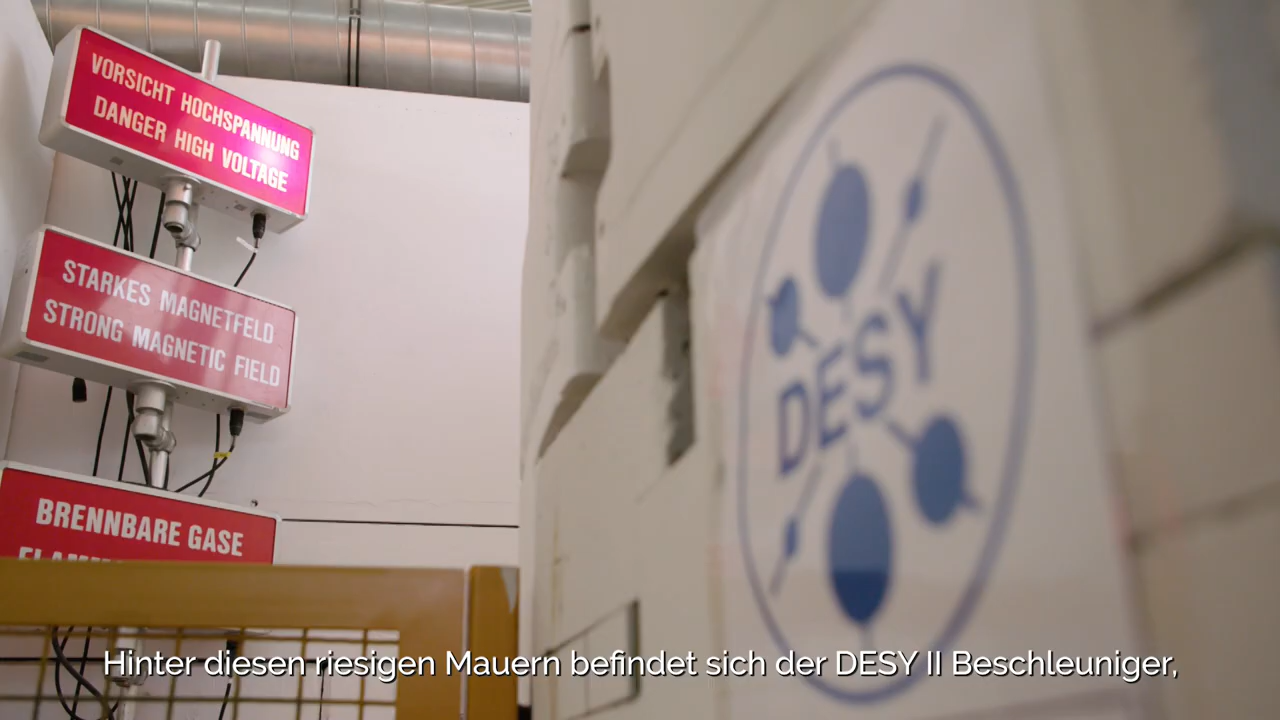 VORSICHT HOCHSPANNUNG
DANGER HIGH VOLTAGE
STARKES MAGNETFELD
STRONG MAGNETIC FIELD
BRENNBARE GASE
DESY
Hinter diesen riesigen Mauern befindet sich der DESY II Beschleuniger,